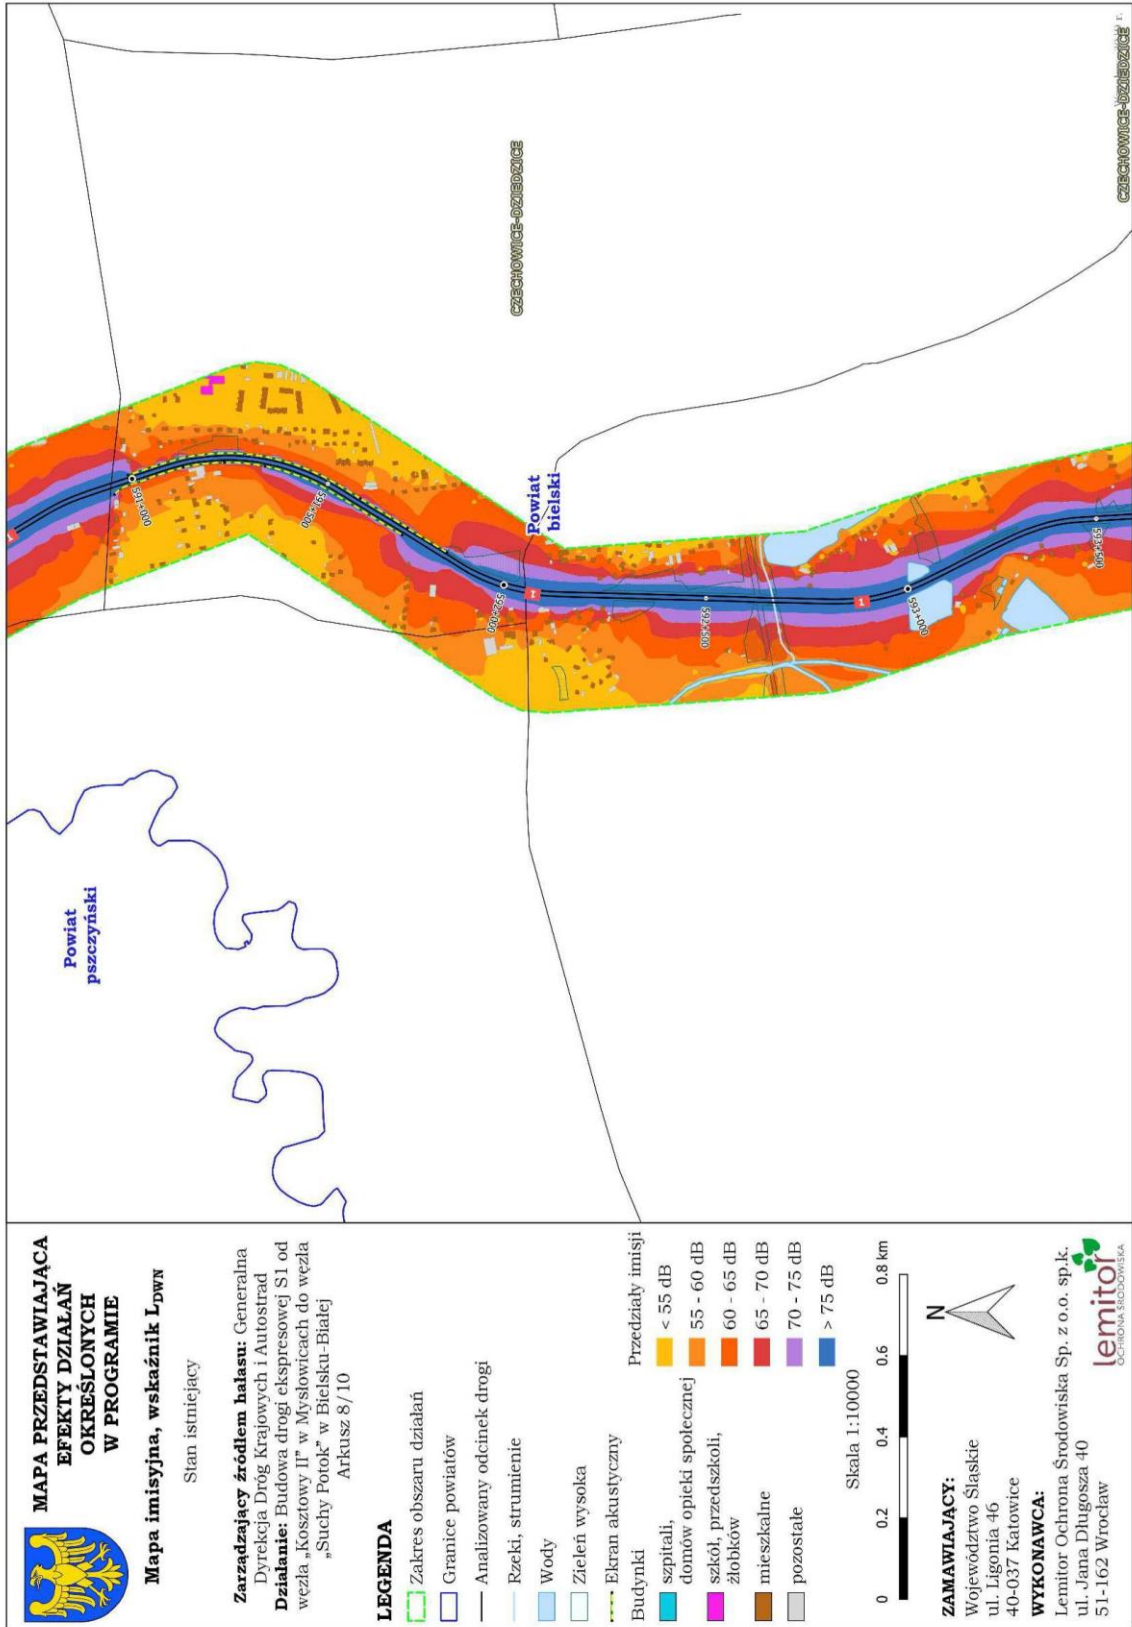 MAPA PRZEDSTAWIAJĄCA
EFEKTY DZIAŁAŃ
OKREŚLONYCH
W PROGRAMIE
Mapa imisyjna, wskaźnik LDWN
Stan istniejący
Zarządzający źródłem hałasu: Generalna
Dyrekcja Dróg Krajowych i Autostrad
Działanie: Budowa drogi ekspresowej S1 od
węzła „Kosztowy II" w Mysłowicach do węzła
„Suchy Potok" w Bielsku-Białej
Arkusz 8/10
LEGENDA
Zakres obszaru działań
Granice powiatów
Analizowany odcinek drogi
Rzeki, strumienie
Wody
Zieleń wysoka
Ekran akustyczny
Budynki
szpitali,
domów opieki społecznej
szkół, przedszkoli,
żłobków
mieszkalne
pozostałe
Przedziały imisji
< 55 dB
55 - 60 dB
60 - 65 dB
65 - 70 dB
70 - 75 dB
> 75 dB
Skala 1:10000
0
0.2
0.4
0.6
0.8 km
N
ZAMAWIAJĄCY:
Województwo Śląskie
ul. Ligonia 46
40-037 Katowice
WYKONAWCA:
Lemitor Ochrona Środowiska Sp. z o.o. sp.k.
ul. Jana Długosza 40
51-162 Wrocław
lemitor
OCHRONA ŚRODOWISKA
Powiat
pszczyński
Powiat
bielski
CZECHOWICE-DZIEDZICE
CZECHOWICE-DZIEDZICE
1
591+000
591+500
592+000
1
592+500
1
593+000
593+500